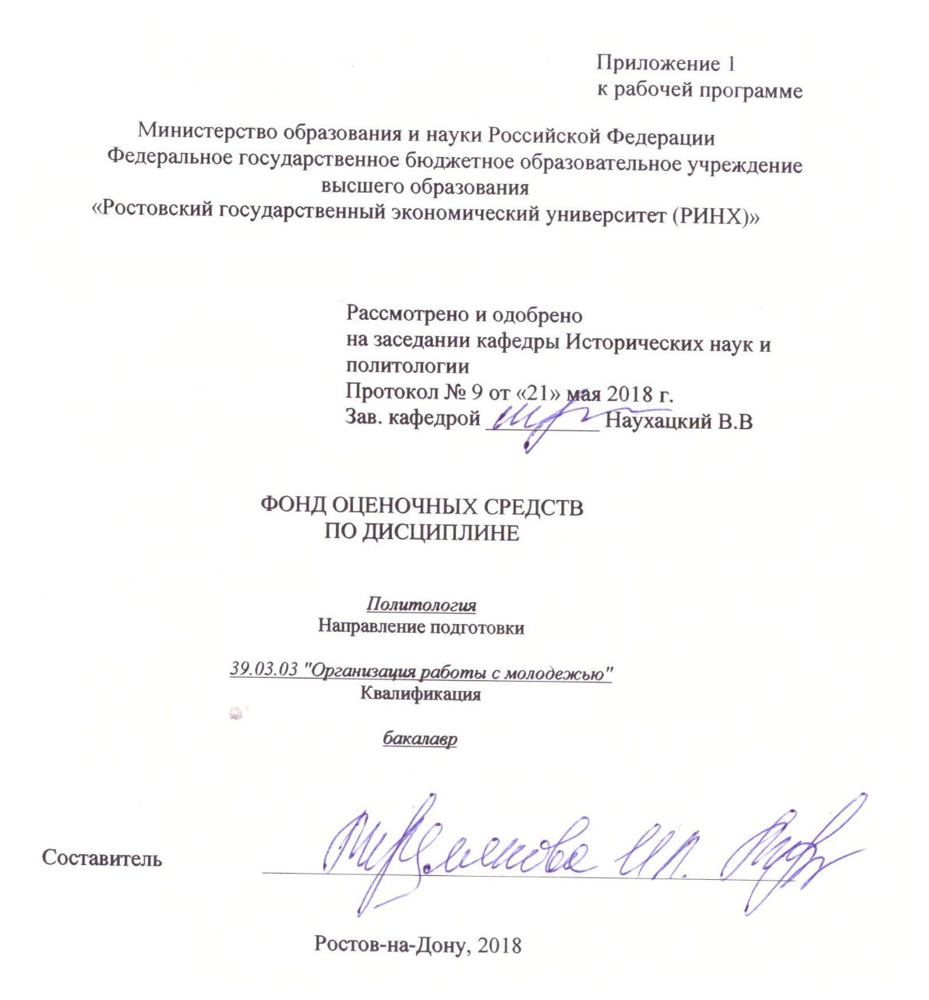 Приложение 1
к рабочей программе
Министерство образования и науки Российской Федерации
Федеральное государственное бюджетное образовательное учреждение
высшего образования
«Ростовский государственный экономический университет (РИНХ)»
Рассмотрено и одобрено
на заседании кафедры Исторических наук и
политологии
Протокол № 9 от «21» мая 2018 г.
Зав. кафедрой __________ Наухацкий В.В
ФОНД ОЦЕНОЧНЫХ СРЕДСТВ
ПО ДИСЦИПЛИНЕ
Политология
Направление подготовки
39.03.03 "Организация работы с молодежью"
Квалификация
бакалавр
Составитель
Ростов-на-Дону, 2018